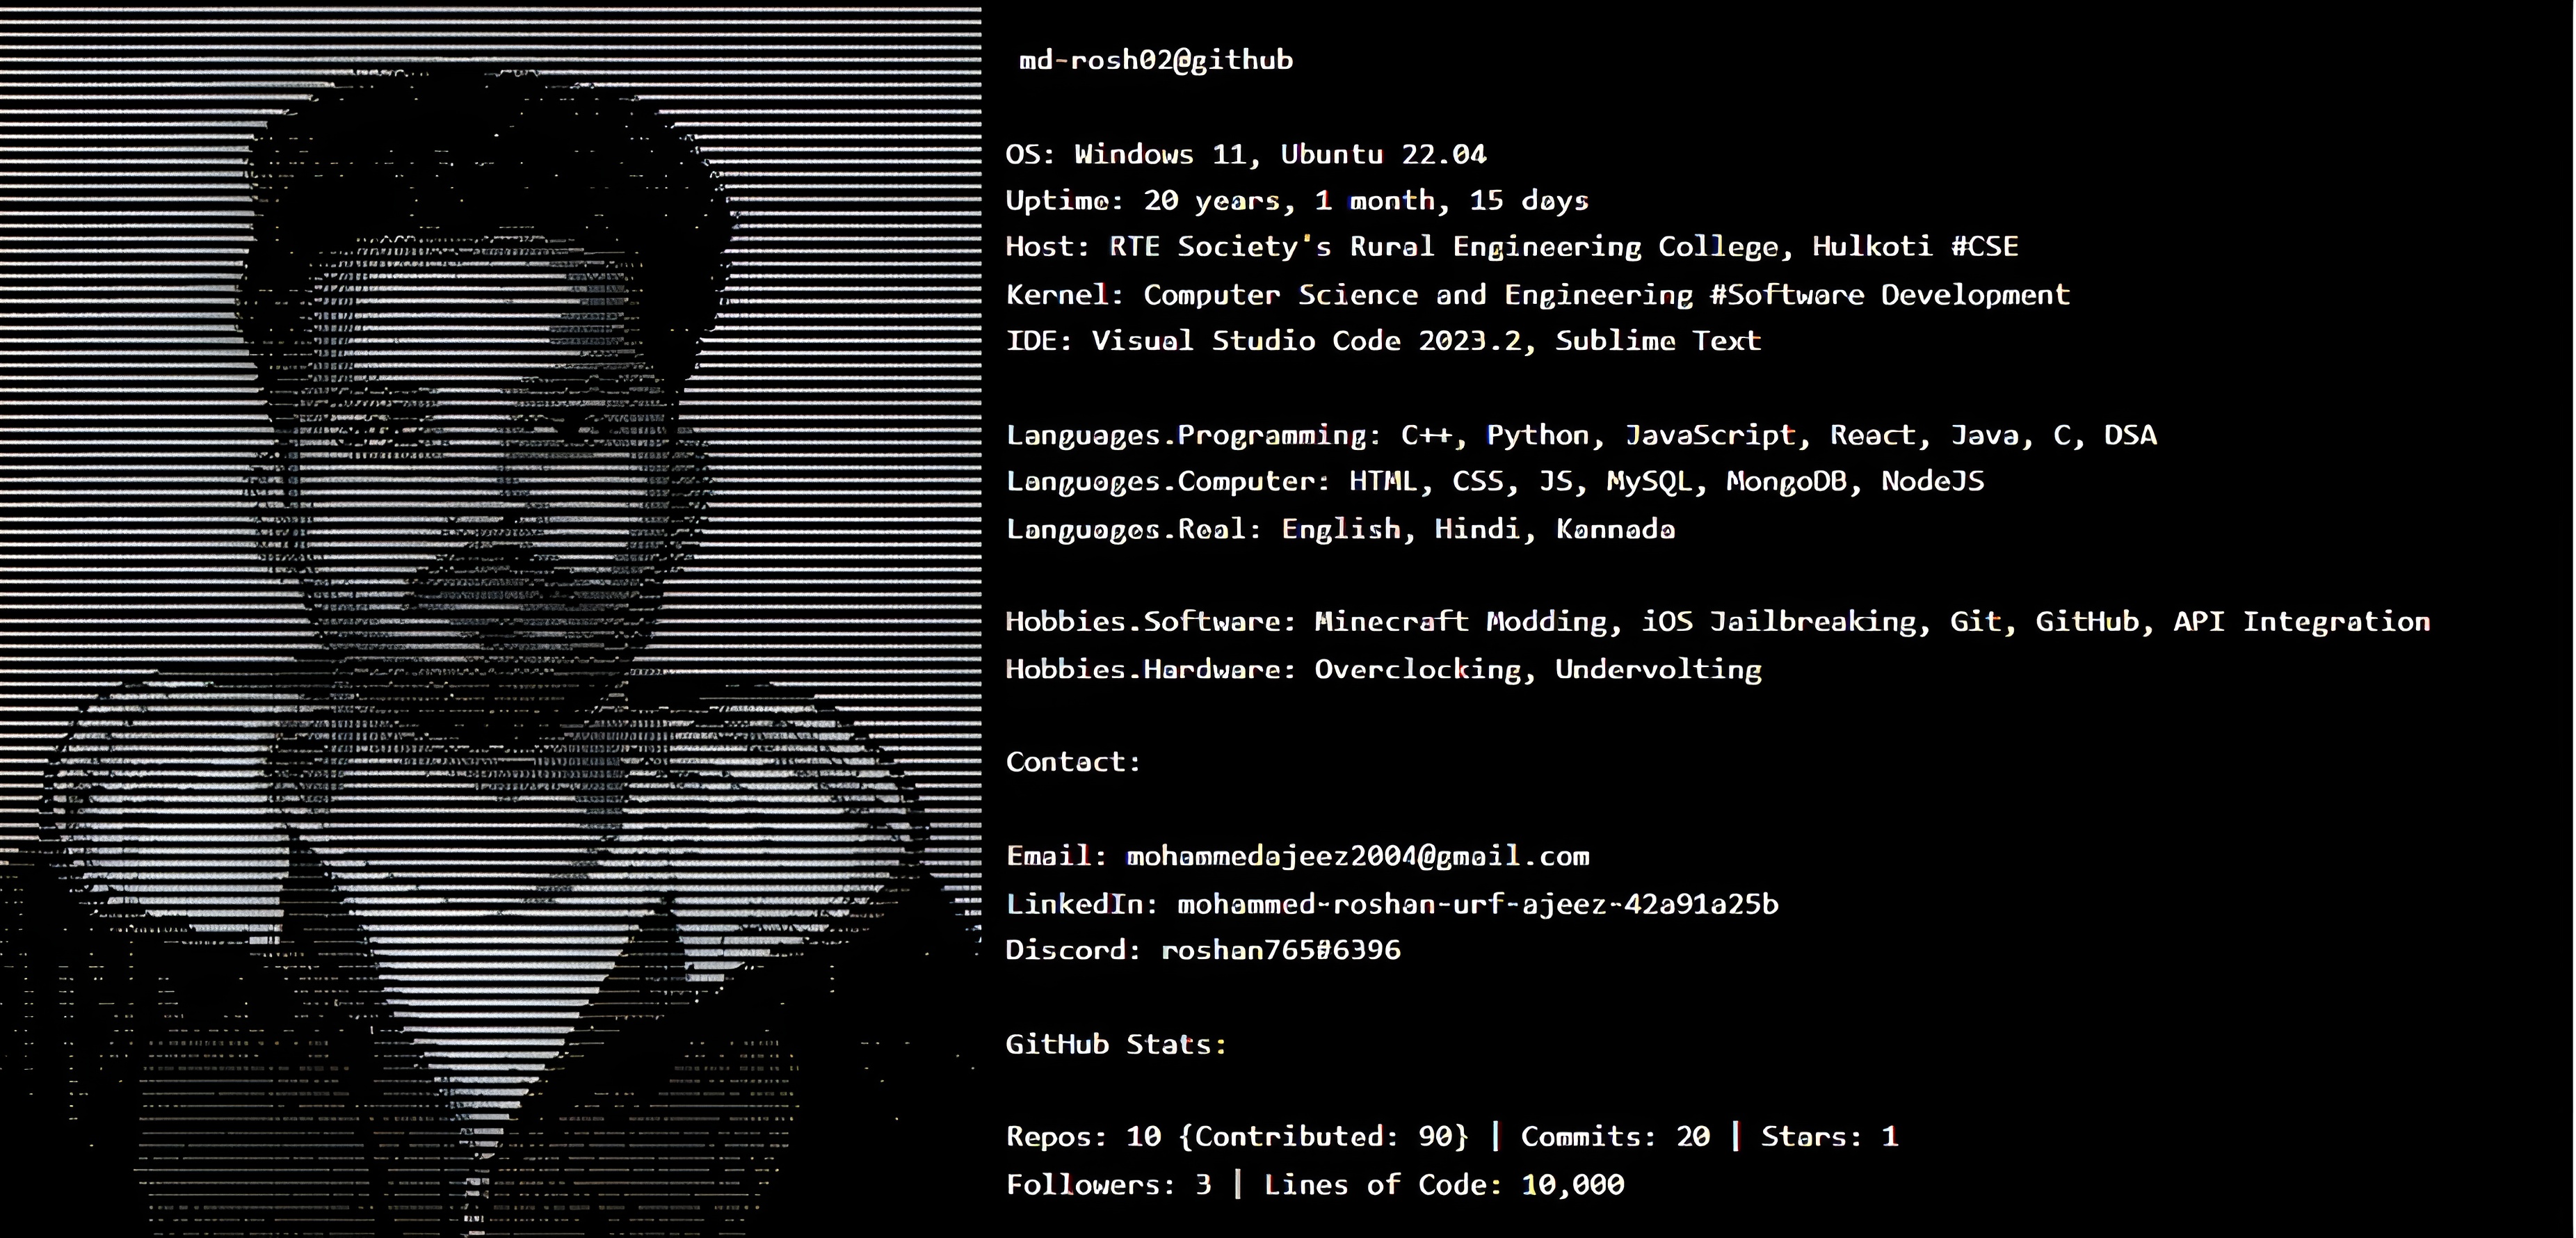 md-rosh02@github
OS: Windows 11, Ubuntu 22.04
Uptime: 20 years, 1 month, 15 days
Host: RTE Society's Rural Engineering College, Hulkoti #CSE
Kernel: Computer Science and Engineering #Software Development
IDE: Visual Studio Code 2023.2, Sublime Text
Languages.Programming: C++, Python, JavaScript, React, Java, C, DSA
Languages.Computer: HTML, CSS, JS, MySQL, MongoDB, NodeJS
Languages.Real: English, Hindi, Kannada
Hobbies.Software: Minecraft Modding, iOS Jailbreaking, Git, GitHub, API Integration
Hobbies.Hardware: Overclocking, Undervolting
Contact:
Email: mohammedajeez2004@gmail.com
LinkedIn: mohammed-roshan-urf-ajeez-42a91a25b
Discord: roshan765#6396
GitHub Stats:
Repos: 10 {Contributed: 90} | Commits: 20 | Stars: 1
Followers: 3 | Lines of Code: 10,000